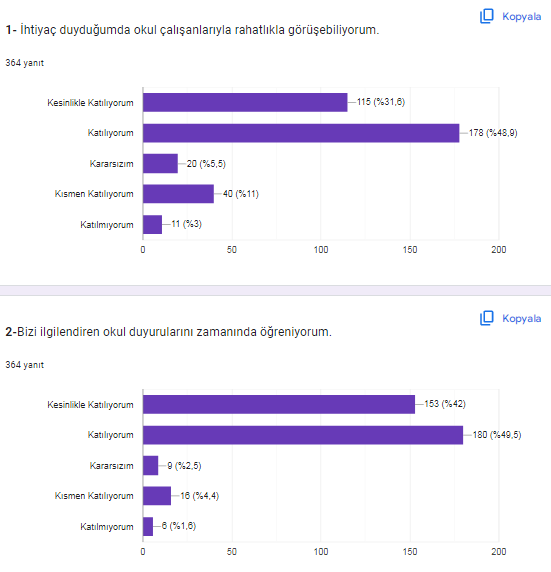 Kopyala
1- İhtiyaç duyduğumda okul çalışanlarıyla rahatlıkla görüşebiliyorum.
364 yanıt
Kesinlikle Katılıyorum 115 (%31,6)
Katılıyorum 178 (%48,9)
Kararsızım 20 (%5,5)
Kısmen Katılıyorum 40 (%11)
Katılmıyorum 11 (%3)
0 50 100 150 200
Kopyala
2-Bizi ilgilendiren okul duyurularını zamanında öğreniyorum.
364 yanıt
Kesinlikle Katılıyorum 153 (%42)
Katılıyorum 180 (%49,5)
Kararsızım 9 (%2,5)
Kısmen Katılıyorum 16 (%4,4)
Katılmıyorum 6 (%1,6)
0 50 100 150 200